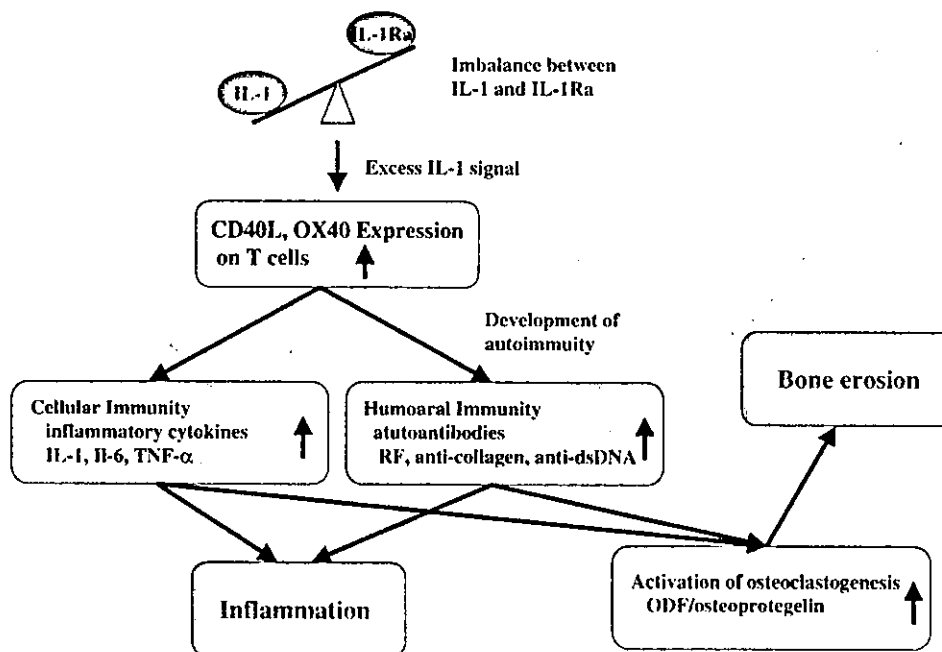 IL-1Ra
IL-1
Imbalance between
IL-1 and IL-1Ra
Excess IL-1 signal
CD40L, OX40 Expression
on T cells
Development of
autoimmuity
Cellular Immunity
inflammatory cytokines
IL-1, Il-6, TNF-α
Humoaral Immunity
atutoantibodies
RF, anti-collagen, anti-dsDNA
Bone erosion
Inflammation
Activation of osteoclastogenesis
ODF/osteoprotegelin